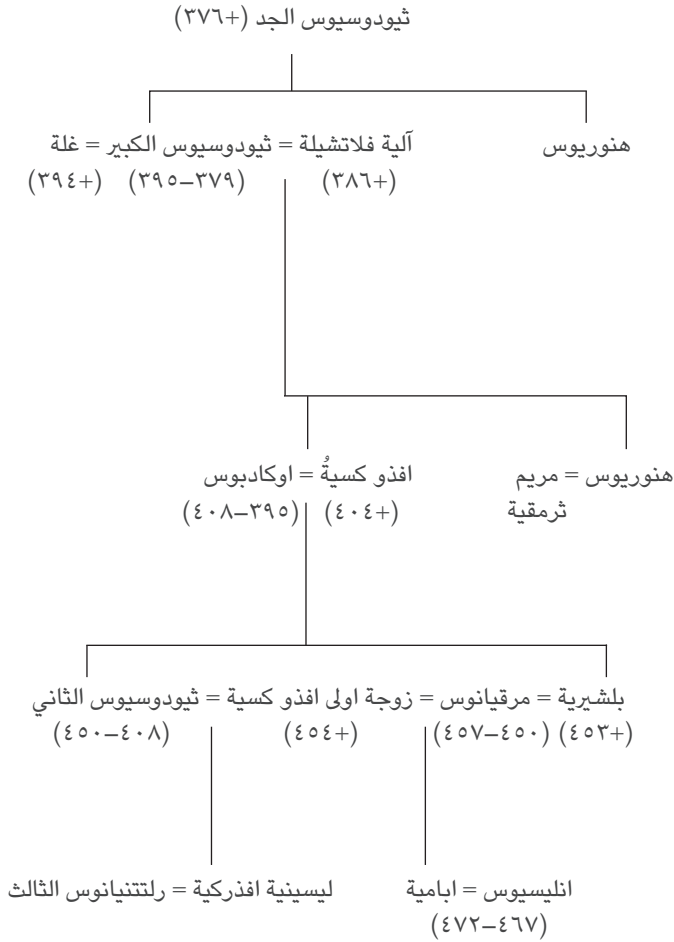 ثيودوسيوس الجد (+٣٧٦)
هنوريوس
آلية فلاتشيلة = ثيودوسيوس الكبير = غلة
(+٣٨٦) (٣٧٩–٣٩٥) (+٣٩٤)
هنوريوس = مريم
ثرمقية
افذو كسيةُ = اوكادبوس
(+٤٠٤) (٣٩٥–٤٠٨)
بلشيرية = مرقيانوس = زوجة اولى افذو كسية = ثيودوسيوس الثاني
(+٤٥٣) (٤٥٠–٤٥٧) (+٤٥٤) (٤٠٨–٤٥٠)
انليسيوس = ابامية
(٤٦٧–٤٧٢)
ليسينية افذركية = رلتتنيانوس الثالث